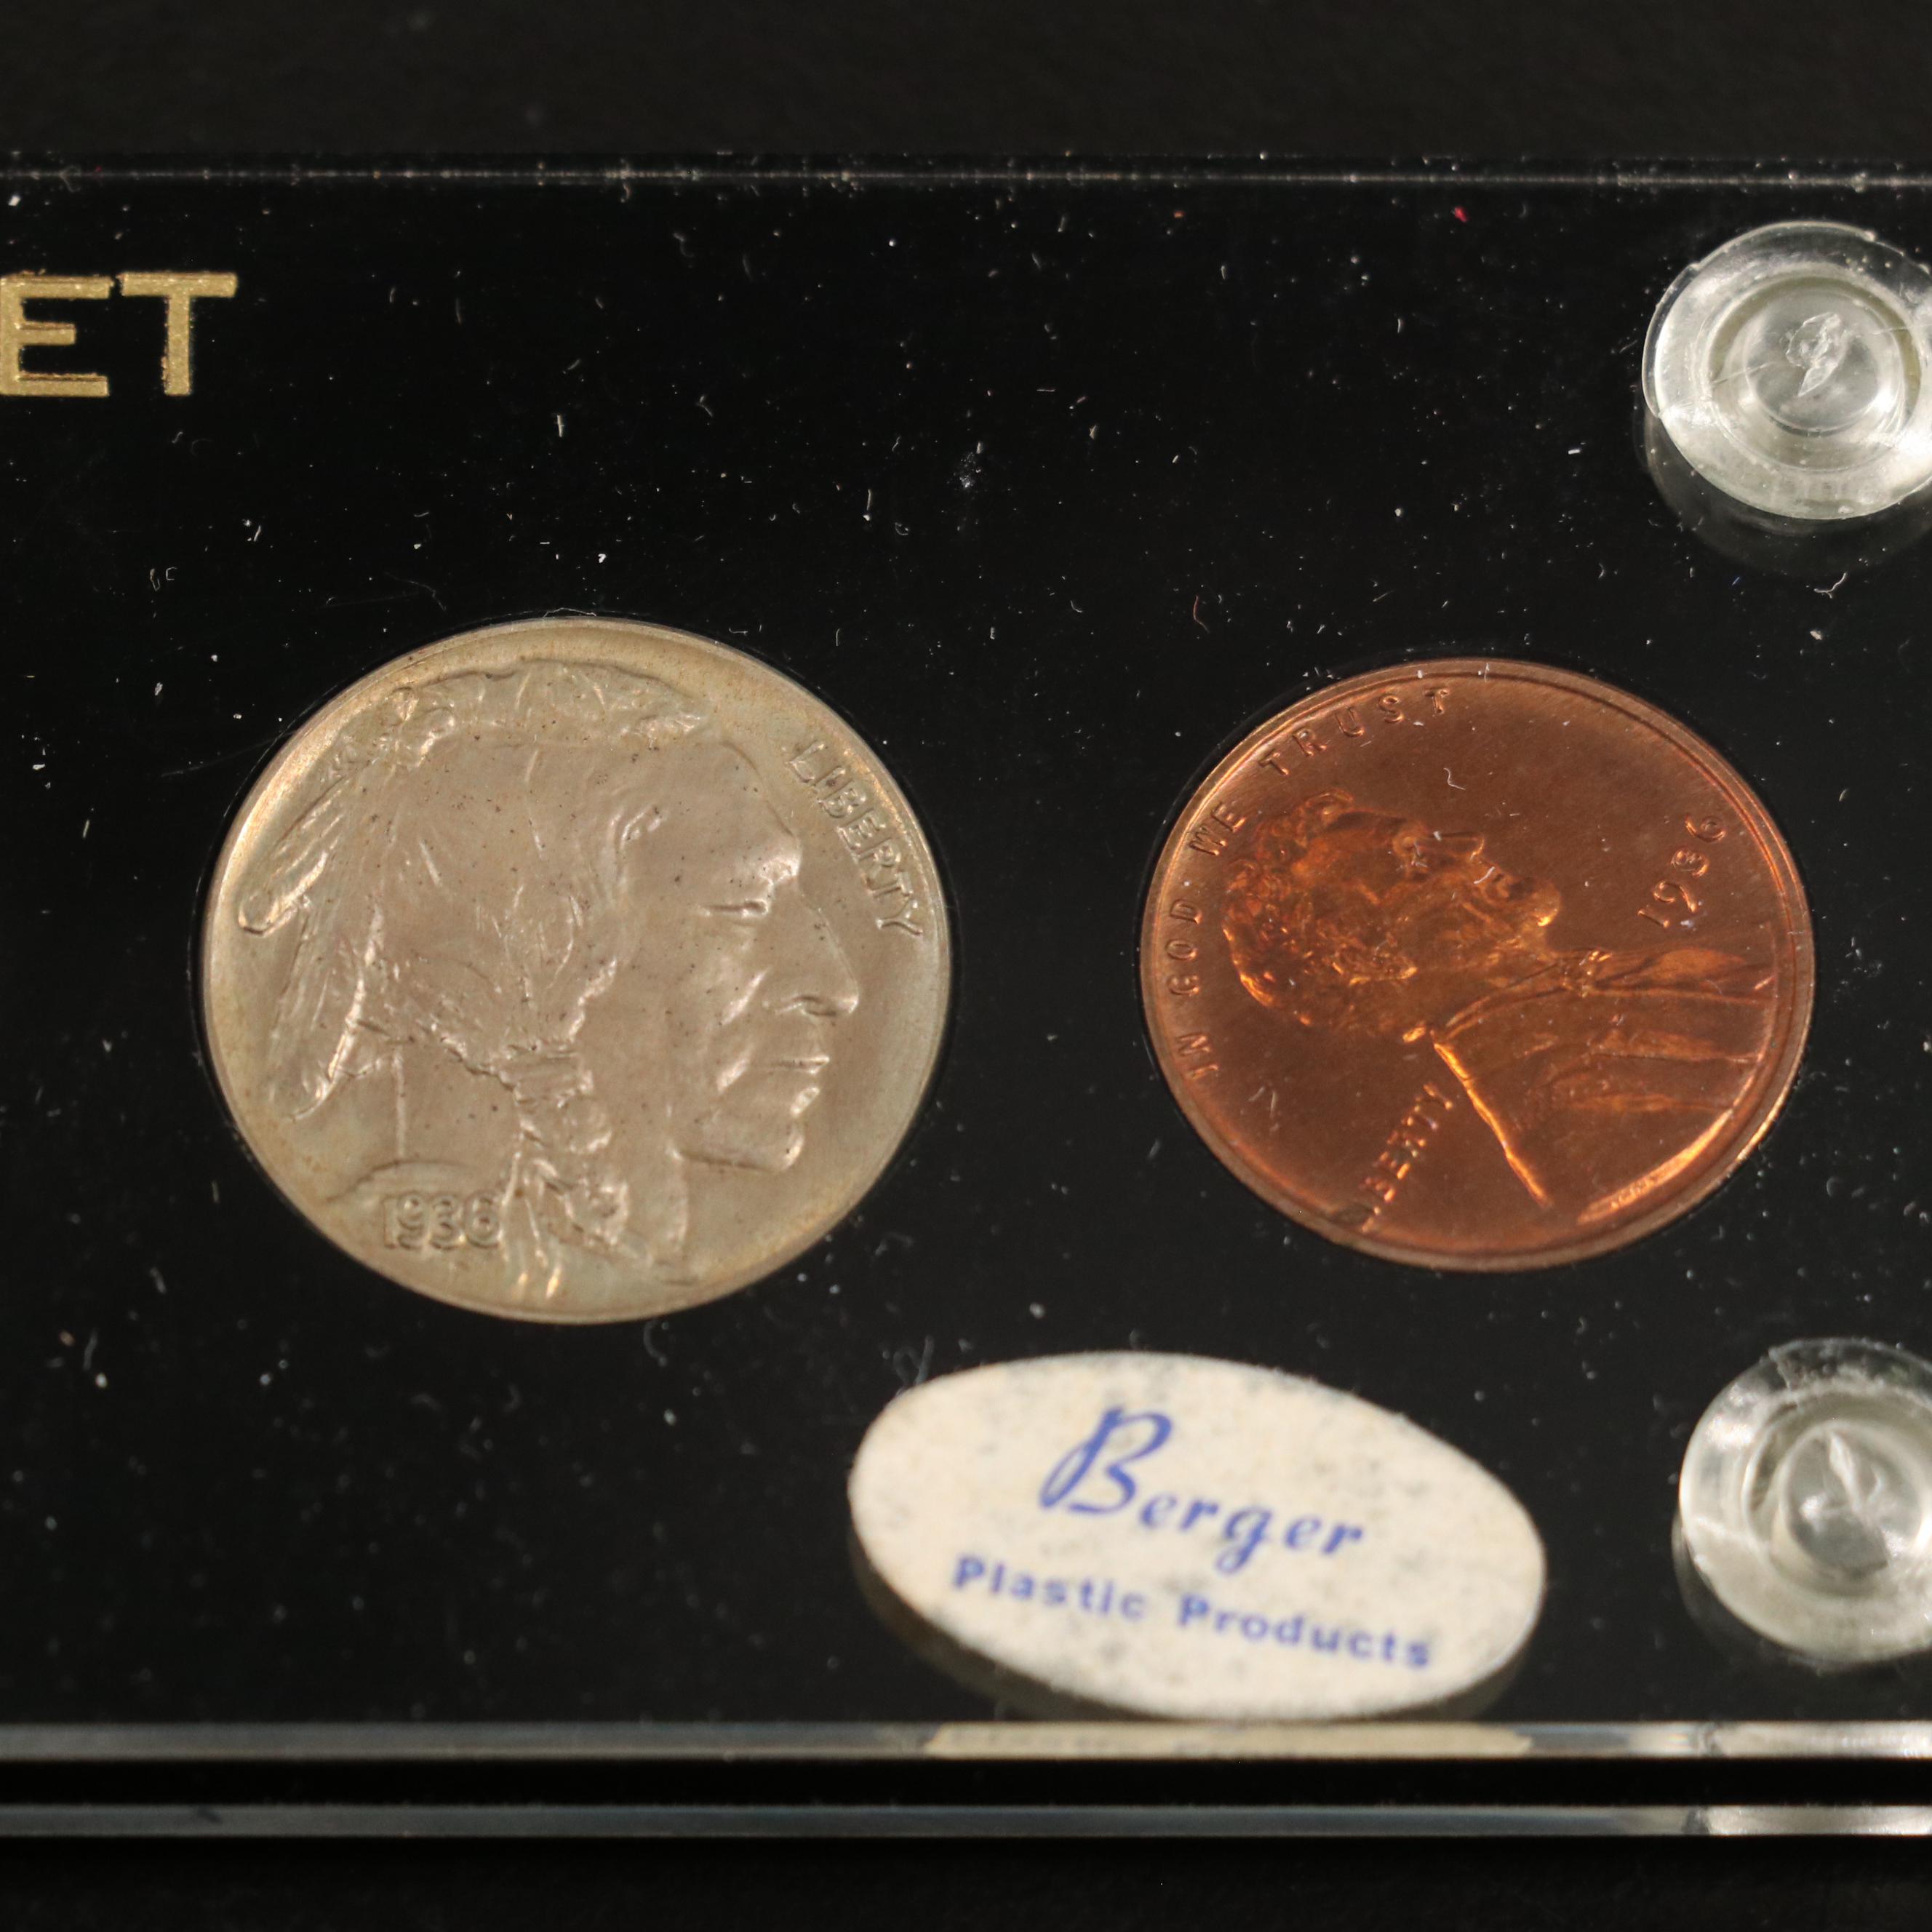 ET
LIBERTY
1936
IN GOD WE TRUST
LIBERTY
1936
Berger
Plastic Products